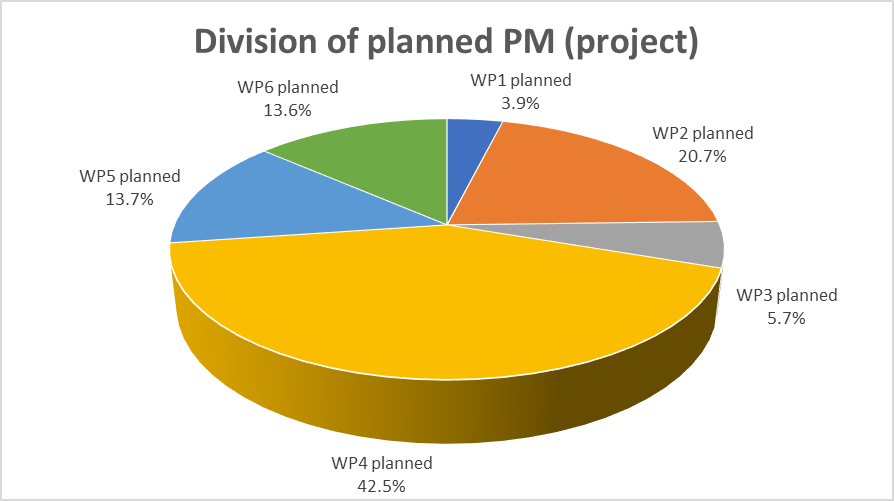 Division of planned PM (project)
WP1 planned
3.9%
WP2 planned
20.7%
WP3 planned
5.7%
WP4 planned
42.5%
WP5 planned
13.7%
WP6 planned
13.6%